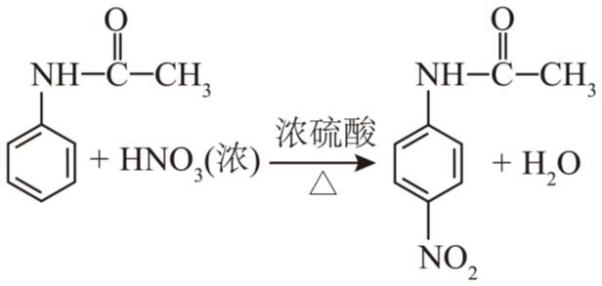 O O
NH—C—CH₃ NH—C—CH₃
+ HNO₃(浓) 浓硫酸 △ + H₂O
NO₂